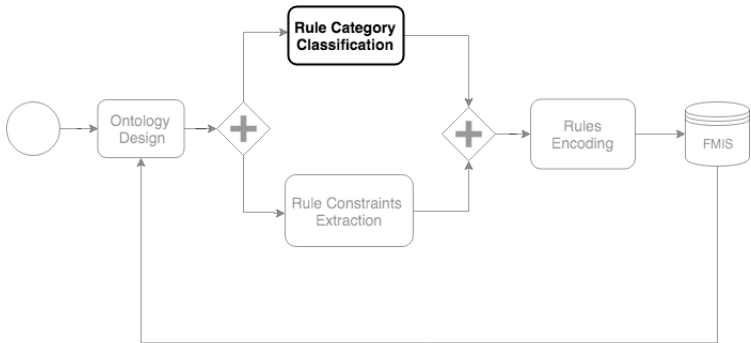 Rule Category
Classification
Ontology
Design
Rules
Encoding
FMIS
Rule Constraints
Extraction